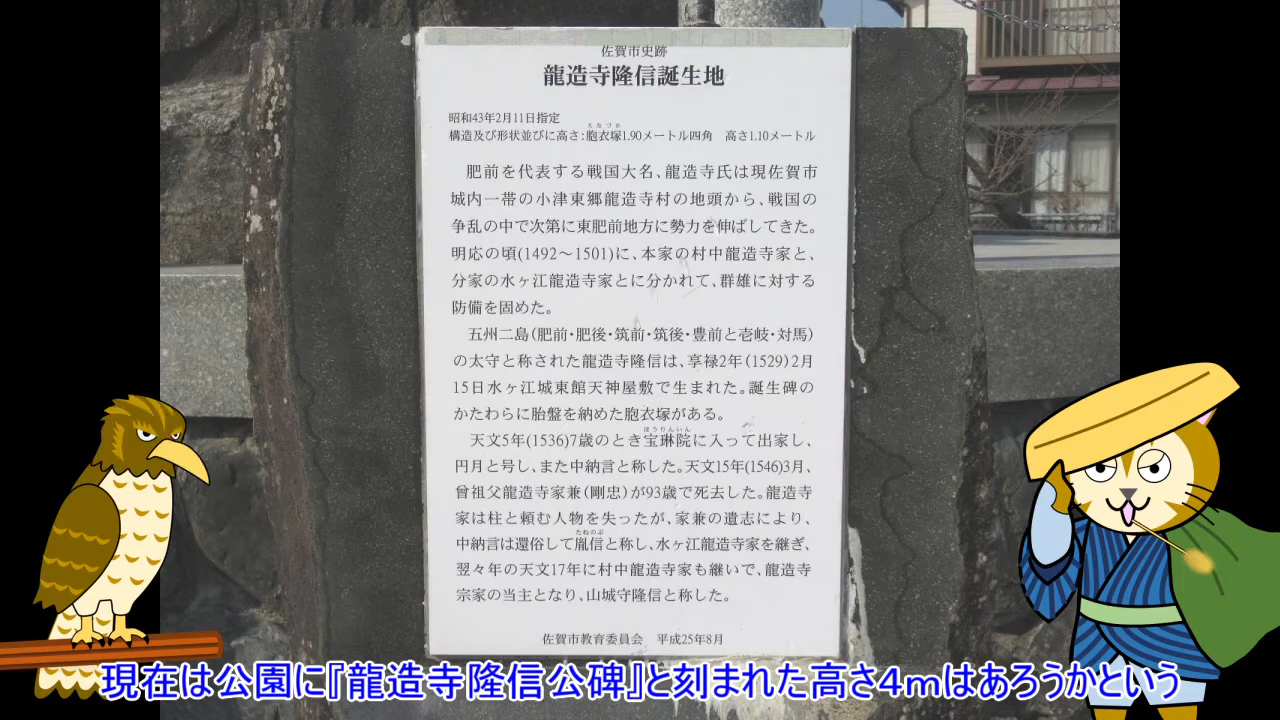 佐賀市史跡
龍造寺隆信誕生地
昭和43年2月11日指定
えなづか
構造及び形状並びに高さ:胞衣塚1.90メートル四角　高さ1.10メートル
肥前を代表する戦国大名、龍造寺氏は現佐賀市
城内一帯の小津東郷龍造寺村の地頭から、戦国の
争乱の中で次第に東肥前地方に勢力を伸ばしてきた。
明応の頃(1492～1501)に、本家の村中龍造寺家と、
分家の水ヶ江龍造寺家とに分かれて、群雄に対する
防備を固めた。
五州二島(肥前・肥後・筑前・筑後・豊前と壱岐・対馬)
の太守と称された龍造寺隆信は、享禄2年(1529)2月
15日水ヶ江城東館天神屋敷で生まれた。誕生碑の
かたわらに胎盤を納めた胞衣塚がある。
ほうりんいん
天文5年(1536)7歳のとき宝琳院に入って出家し、
円月と号し、また中納言と称した。天文15年(1546)3月、
曾祖父龍造寺家兼(剛忠)が93歳で死去した。龍造寺
家は柱と頼む人物を失ったが、家兼の遺志により、
たねのぶ
中納言は還俗して胤信と称し、水ヶ江龍造寺家を継ぎ、
翌々年の天文17年に村中龍造寺家も継いで、龍造寺
宗家の当主となり、山城守隆信と称した。
佐賀市教育委員会　平成25年8月
現在は公園に『龍造寺隆信公碑』と刻まれた高さ4mはあろうかという